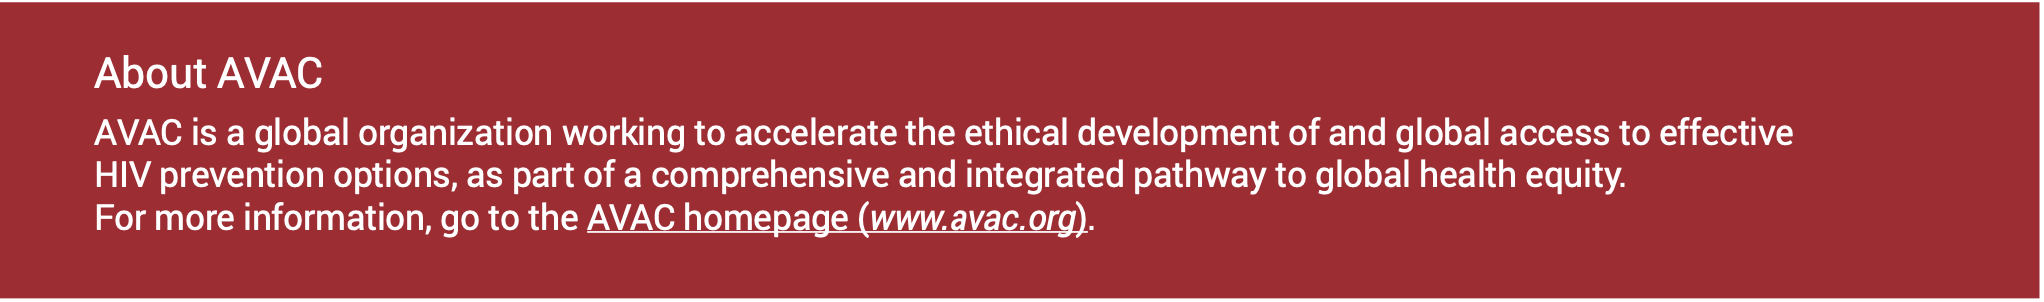 About AVAC
AVAC is a global organization working to accelerate the ethical development of and global access to effective
HIV prevention options, as part of a comprehensive and integrated pathway to global health equity.
For more information, go to the AVAC homepage (www.avac.org).